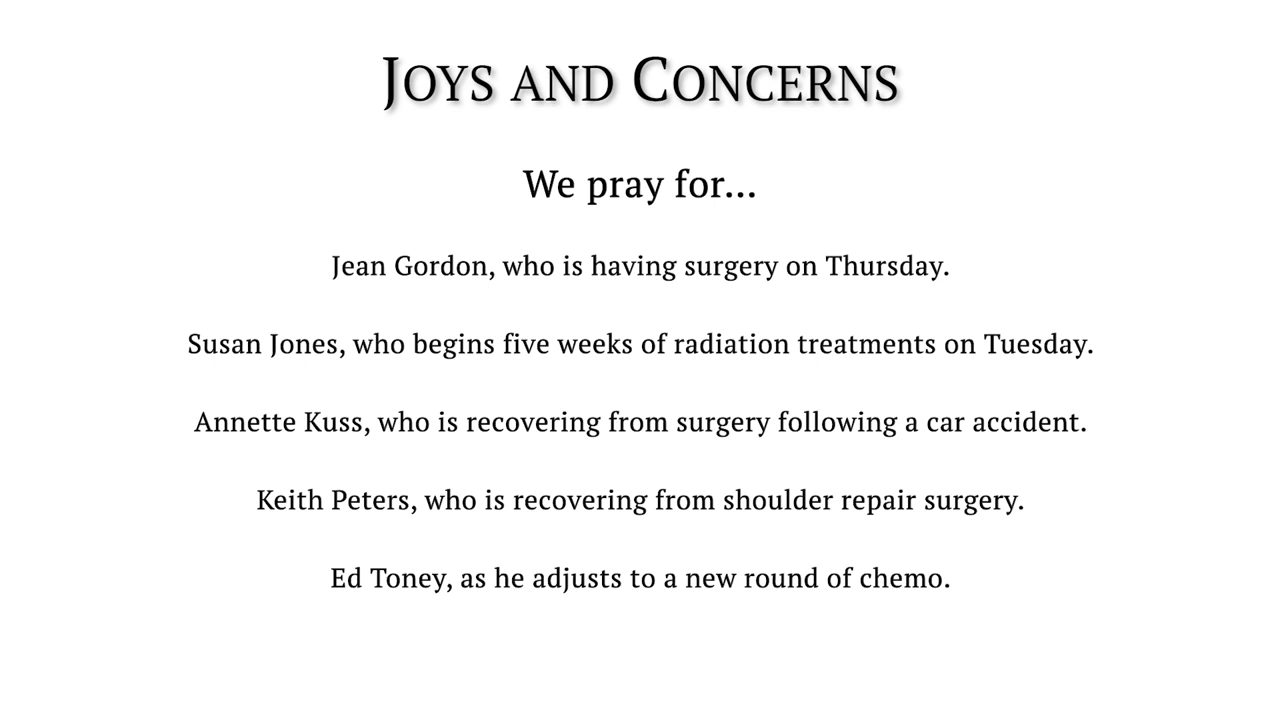 Joys and Concerns
We pray for...
Jean Gordon, who is having surgery on Thursday.
Susan Jones, who begins five weeks of radiation treatments on Tuesday.
Annette Kuss, who is recovering from surgery following a car accident.
Keith Peters, who is recovering from shoulder repair surgery.
Ed Toney, as he adjusts to a new round of chemo.